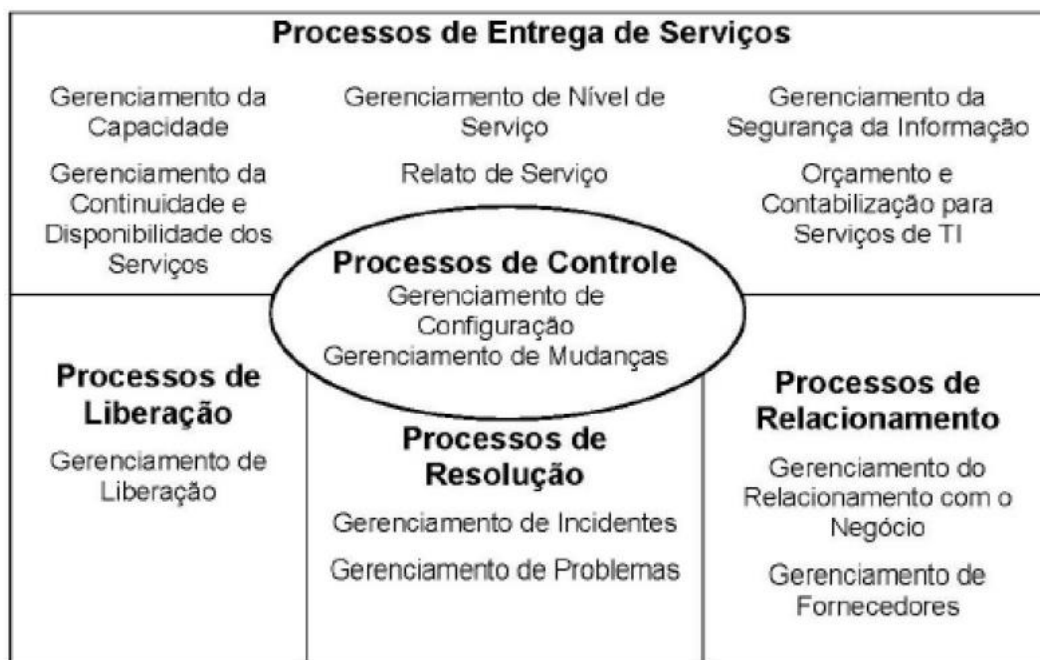 Processos de Entrega de Serviços
Gerenciamento da
Capacidade
Gerenciamento da
Continuidade e
Disponibilidade dos
Serviços
Gerenciamento de Nível de
Serviço
Relato de Serviço
Gerenciamento da
Segurança da Informação
Orçamento e
Contabilização para
Serviços de TI
Processos de Controle
Gerenciamento de
Configuração
Gerenciamento de Mudanças
Processos de
Liberação
Gerenciamento de
Liberação
Processos de
Resolução
Gerenciamento de Incidentes
Gerenciamento de Problemas
Processos de
Relacionamento
Gerenciamento do
Relacionamento com o
Negócio
Gerenciamento de
Fornecedores